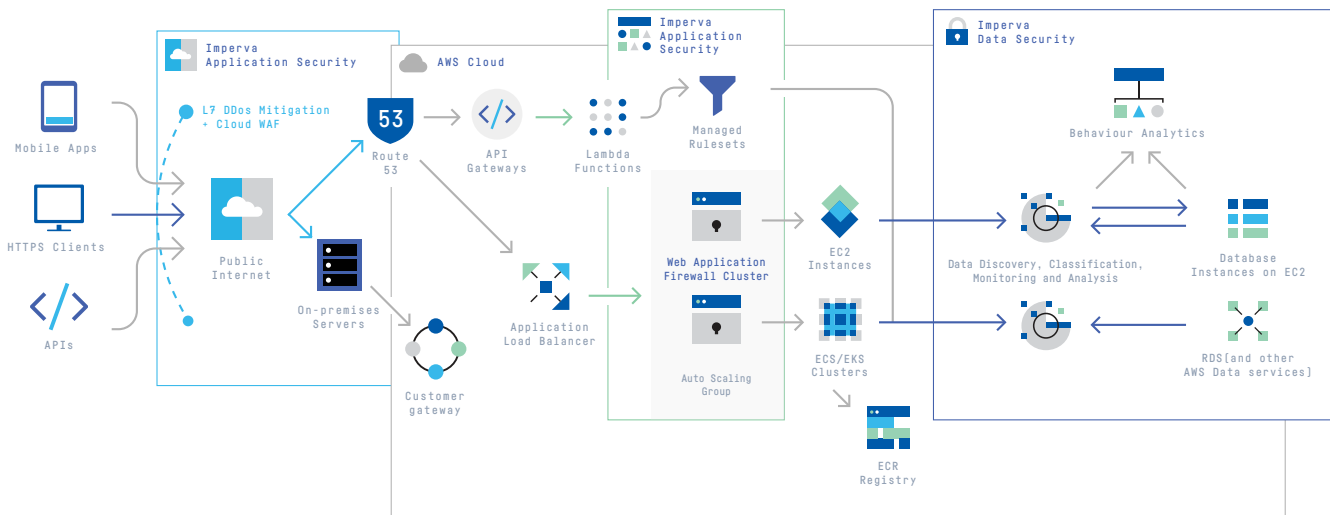 Imperva
Application Security
AWS Cloud
Imperva
Application
Security
Imperva
Data Security
L7 DDos Mitigation
+ Cloud WAF
Mobile Apps
HTTPS Clients
APIs
Public
Internet
53
Route
53
On-premises
Servers
Customer
gateway
API
Gateways
Lambda
Functions
Managed
Rulesets
Application
Load Balancer
Web Application
Firewall Cluster
Auto Scaling
Group
EC2
Instances
ECS/EKS
Clusters
ECR
Registry
Behaviour Analytics
Data Discovery, Classification,
Monitoring and Analysis
Database
Instances on EC2
RDS[and other
AWS Data services]